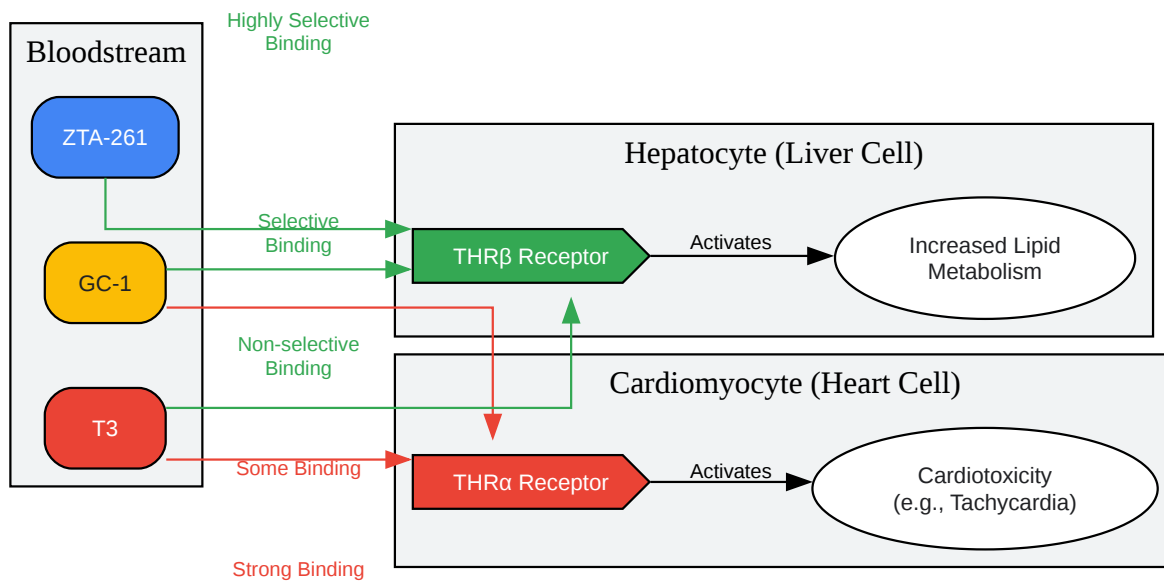 Highly Selective
Binding
Bloodstream
ZTA-261
Hepatocyte (Liver Cell)
Selective
Binding
THRβ Receptor
Activates
Increased Lipid
Metabolism
GC-1
Non-selective
Binding
Cardiomyocyte (Heart Cell)
T3
Some Binding
THRα Receptor
Activates
Cardiotoxicity
(e.g., Tachycardia)
Strong Binding